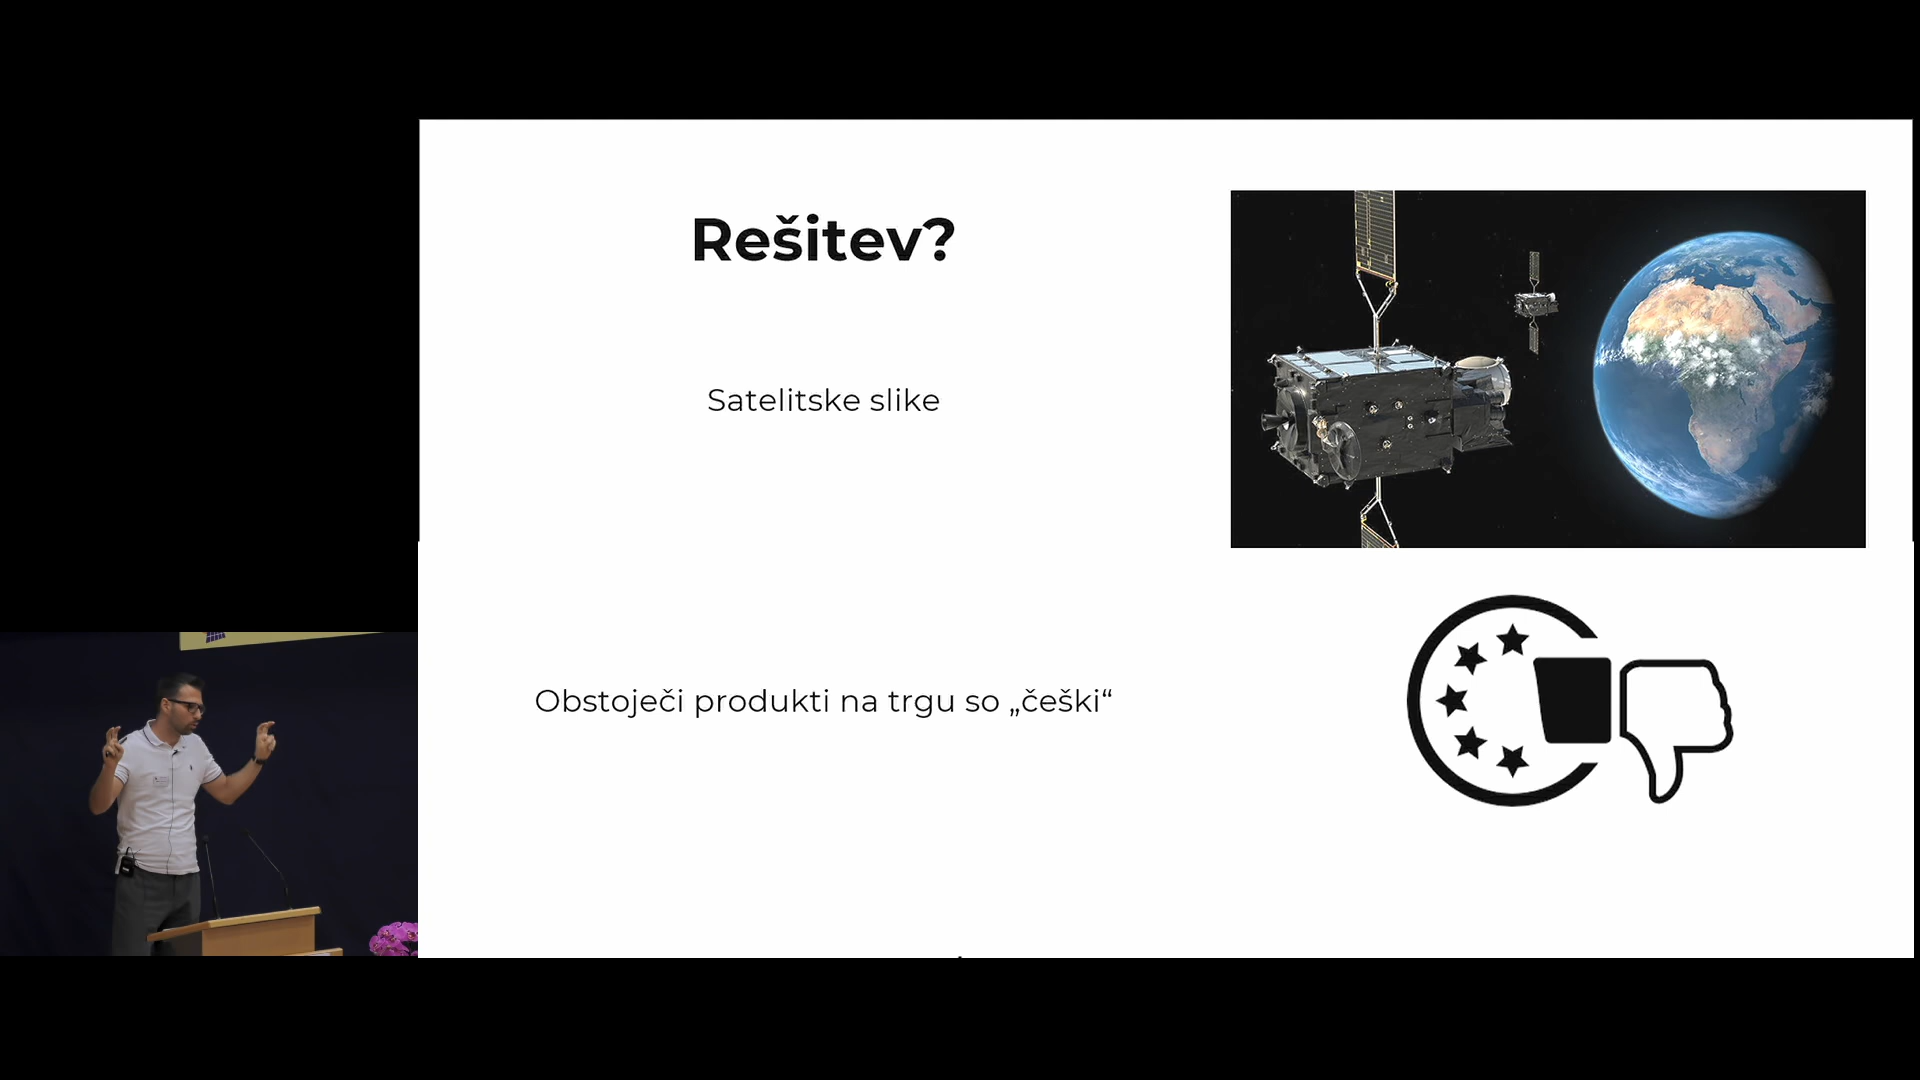 Rešitev?
Satelitske slike
Obstoječi produkti na trgu so „češki“